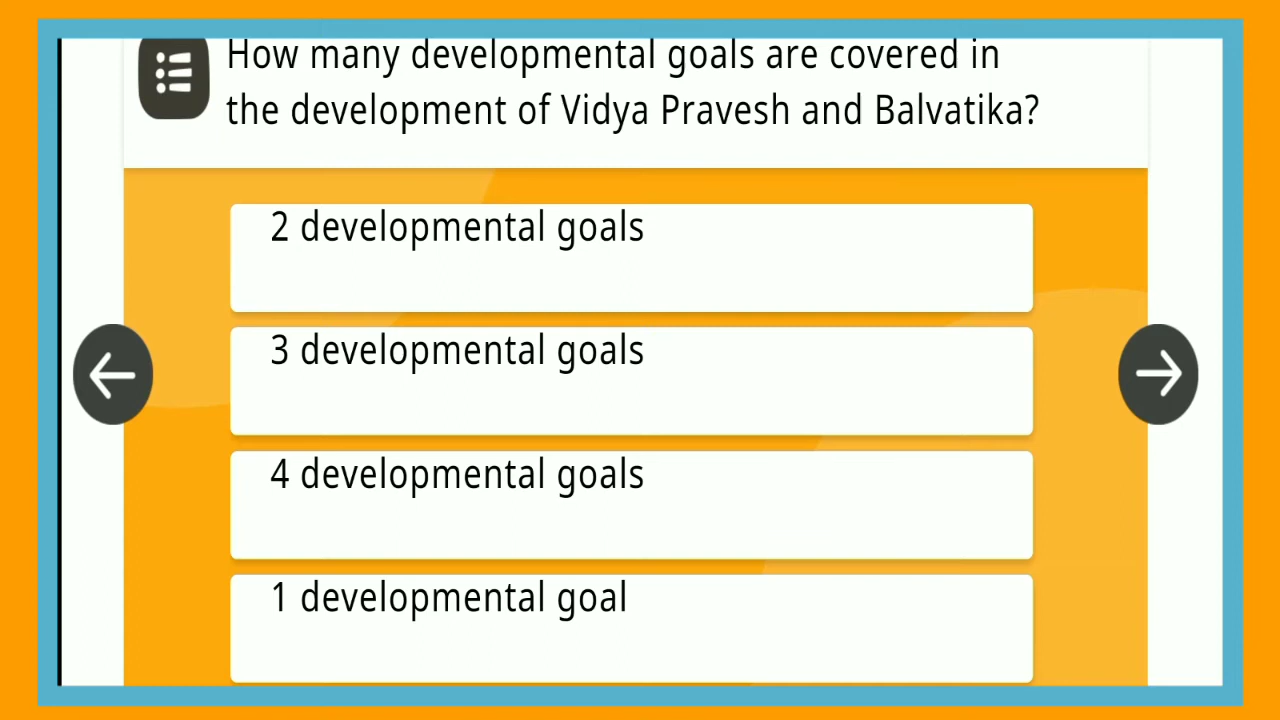 How many developmental goals are covered in
the development of Vidya Pravesh and Balvatika?
2 developmental goals
3 developmental goals
4 developmental goals
1 developmental goal